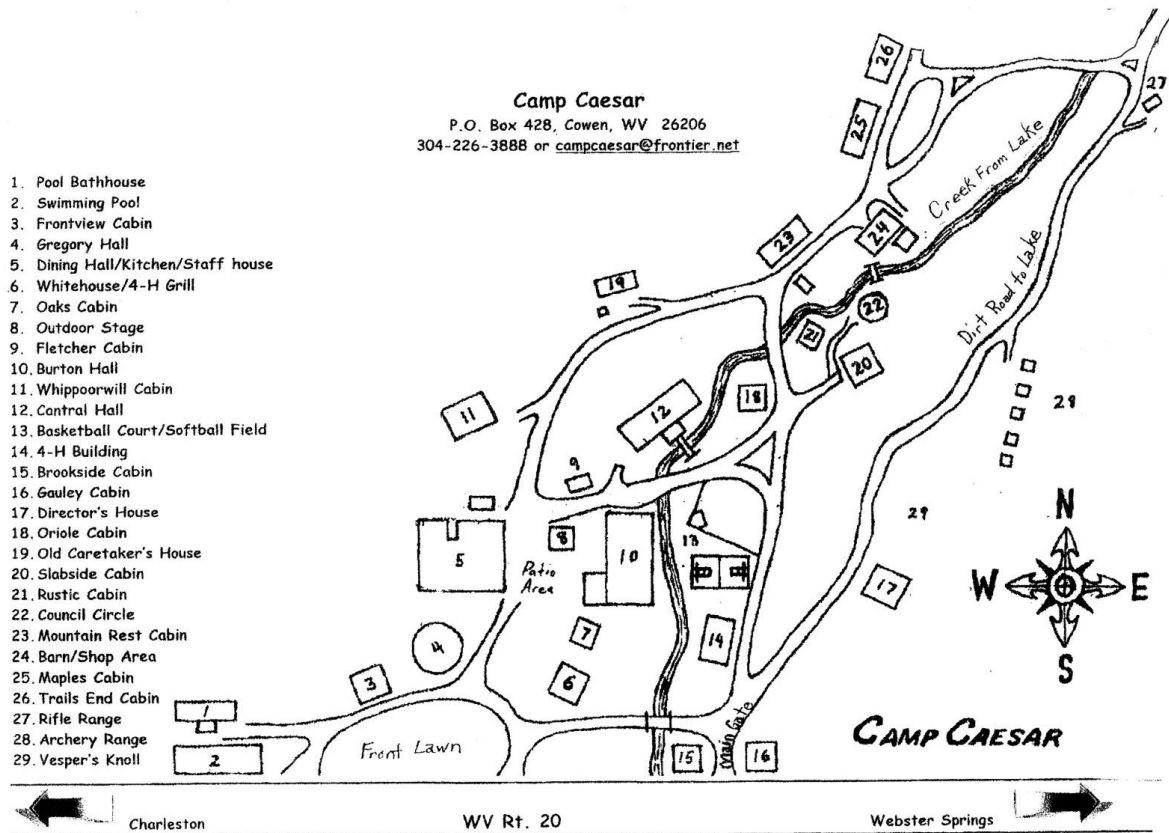 Camp Caesar
P.O. Box 428, Cowen, WV 26206
304-226-3888 or campcaesar@frontier.net
1. Pool Bathhouse
2. Swimming Pool
3. Frontview Cabin
4. Gregory Hall
5. Dining Hall/Kitchen/Staff house
6. Whitehouse/4-H Grill
7. Oaks Cabin
8. Outdoor Stage
9. Fletcher Cabin
10. Burton Hall
11. Whippoorwill Cabin
12. Cantral Hall
13. Basketball Court/Softball Field
14. 4-H Building
15. Brookside Cabin
16. Gauley Cabin
17. Director's House
18. Oriole Cabin
19. Old Caretaker's House
20. Slabside Cabin
21. Rustic Cabin
22. Council Circle
23. Mountain Rest Cabin
24. Barn/Shop Area
25. Maples Cabin
26. Trails End Cabin
27. Rifle Range
28. Archery Range
29. Vesper's Knoll
26
27
25
Creek From Lake
24
23
19
22
Dirt Road to Lake
21
20
18
28
12
11
9
29
N
13
8
10
5
Patio
Area
W
E
17
7
14
4
S
6
3
1
Main Gate
CAMP CAESAR
Front Lawn
2
15
16
Charleston
WV Rt. 20
Webster Springs